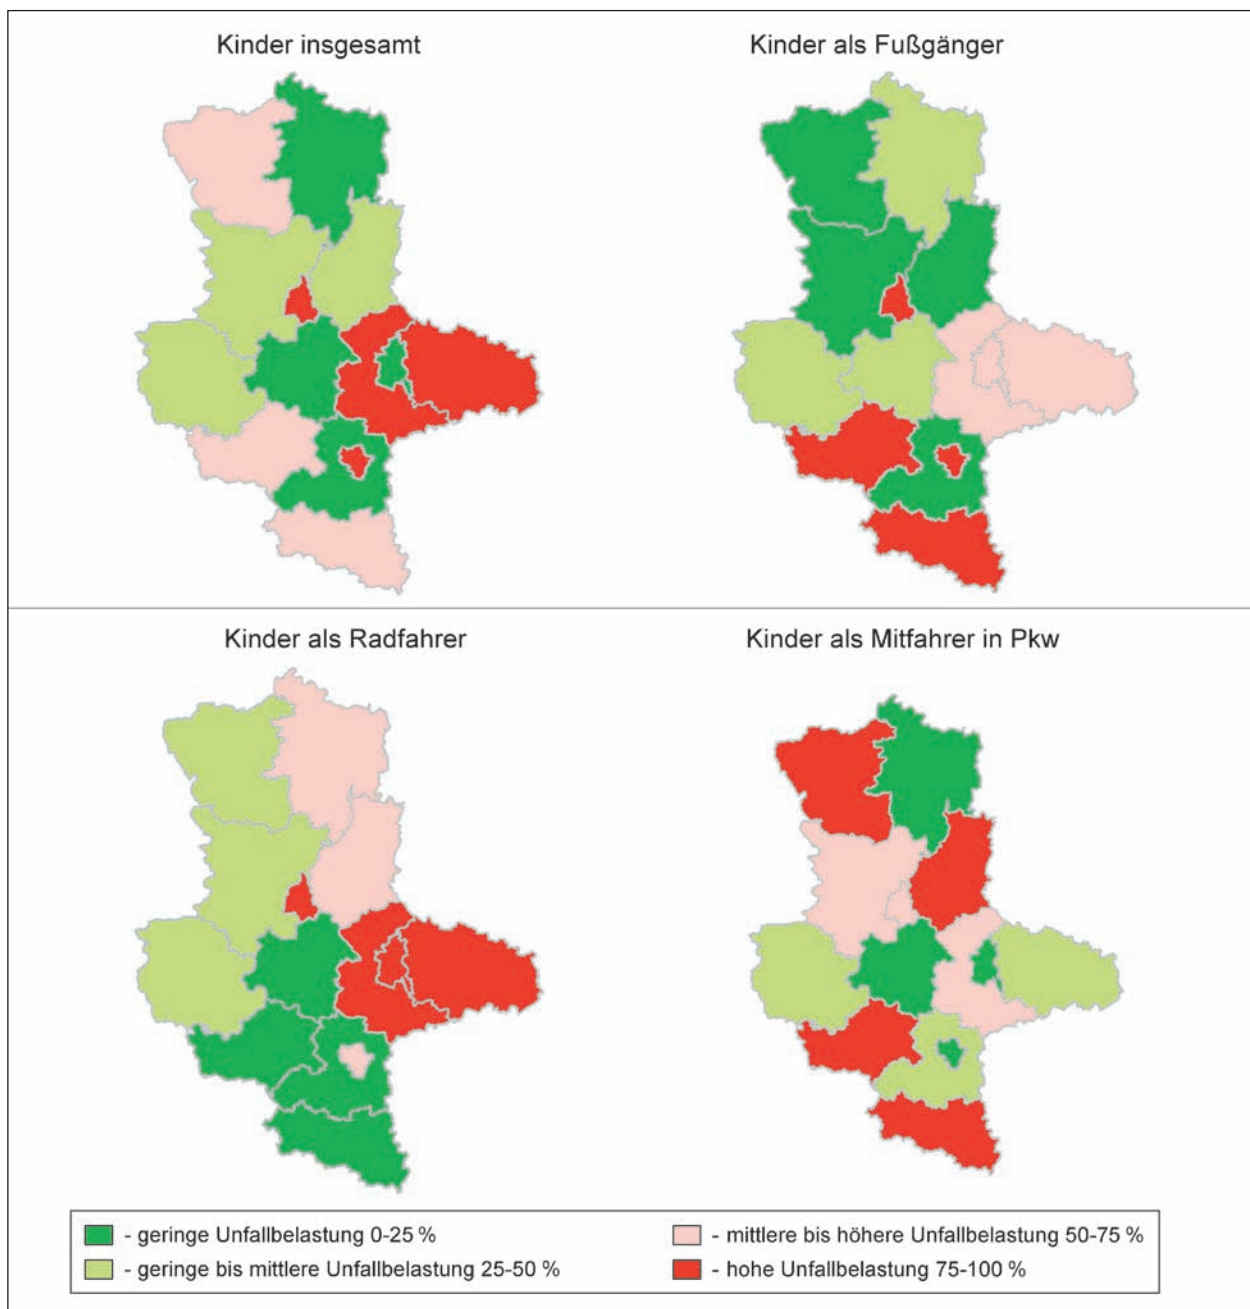 Kinder insgesamt
Kinder als Fußgänger
Kinder als Radfahrer
Kinder als Mitfahrer in Pkw
- geringe Unfallbelastung 0-25 %
- mittlere bis höhere Unfallbelastung 50-75 %
- geringe bis mittlere Unfallbelastung 25-50 %
- hohe Unfallbelastung 75-100 %